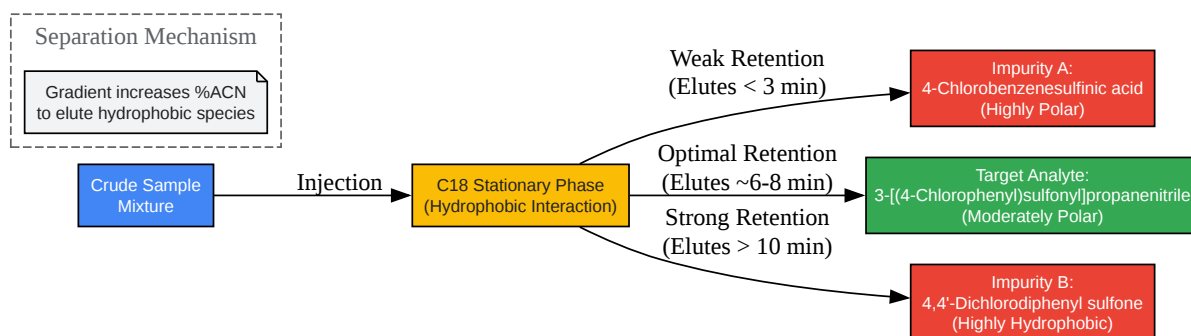 Separation Mechanism
Gradient increases %ACN
to elute hydrophobic species
Crude Sample
Mixture
Injection
C18 Stationary Phase
(Hydrophobic Interaction)
Weak Retention
(Elutes < 3 min)
Impurity A:
4-Chlorobenzenesulfinic acid
(Highly Polar)
Optimal Retention
(Elutes ~6-8 min)
Target Analyte:
3-[(4-Chlorophenyl)sulfonyl]propanenitrile
(Moderately Polar)
Strong Retention
(Elutes > 10 min)
Impurity B:
4,4'-Dichlorodiphenyl sulfone
(Highly Hydrophobic)